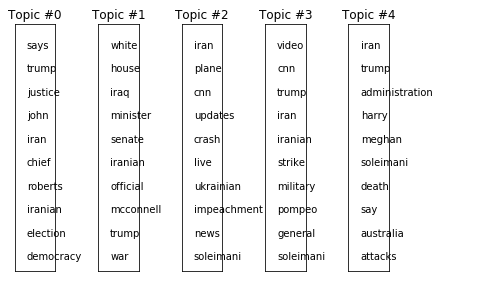 Topic #0 Topic #1 Topic #2 Topic #3 Topic #4
says white iran video iran
trump house plane cnn trump
justice iraq cnn trump administration
john minister updates iran harry
iran senate crash iranian meghan
chief iranian live strike soleimani
roberts official ukrainian military death
iranian mcconnell impeachment pompeo say
election trump news general australia
democracy war soleimani soleimani attacks